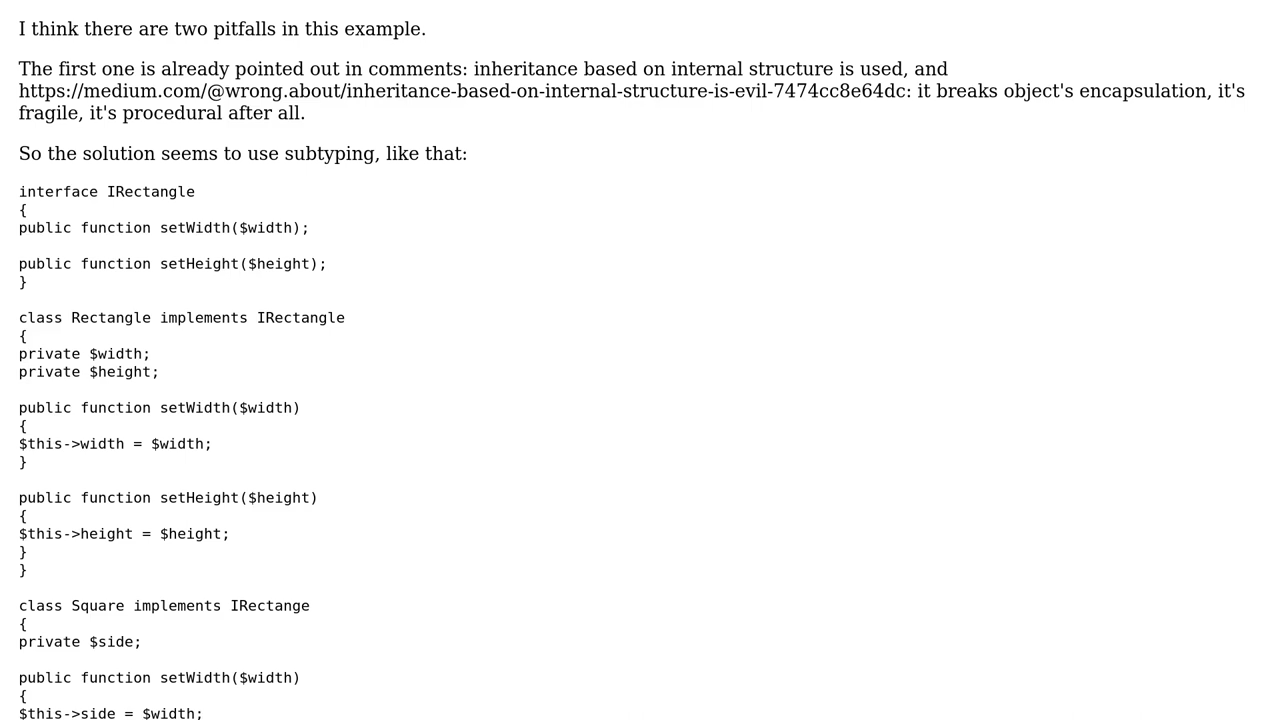 I think there are two pitfalls in this example.
The first one is already pointed out in comments: inheritance based on internal structure is used, and
https://medium.com/@wrong.about/inheritance-based-on-internal-structure-is-evil-7474cc8e64dc: it breaks object's encapsulation, it's
fragile, it's procedural after all.
So the solution seems to use subtyping, like that:
interface IRectangle
{
public function setWidth($width);
public function setHeight($height);
}
class Rectangle implements IRectangle
{
private $width;
private $height;
public function setWidth($width)
{
$this->width = $width;
}
public function setHeight($height)
{
$this->height = $height;
}
}
class Square implements IRectange
{
private $side;
public function setWidth($width)
{
$this->side = $width;